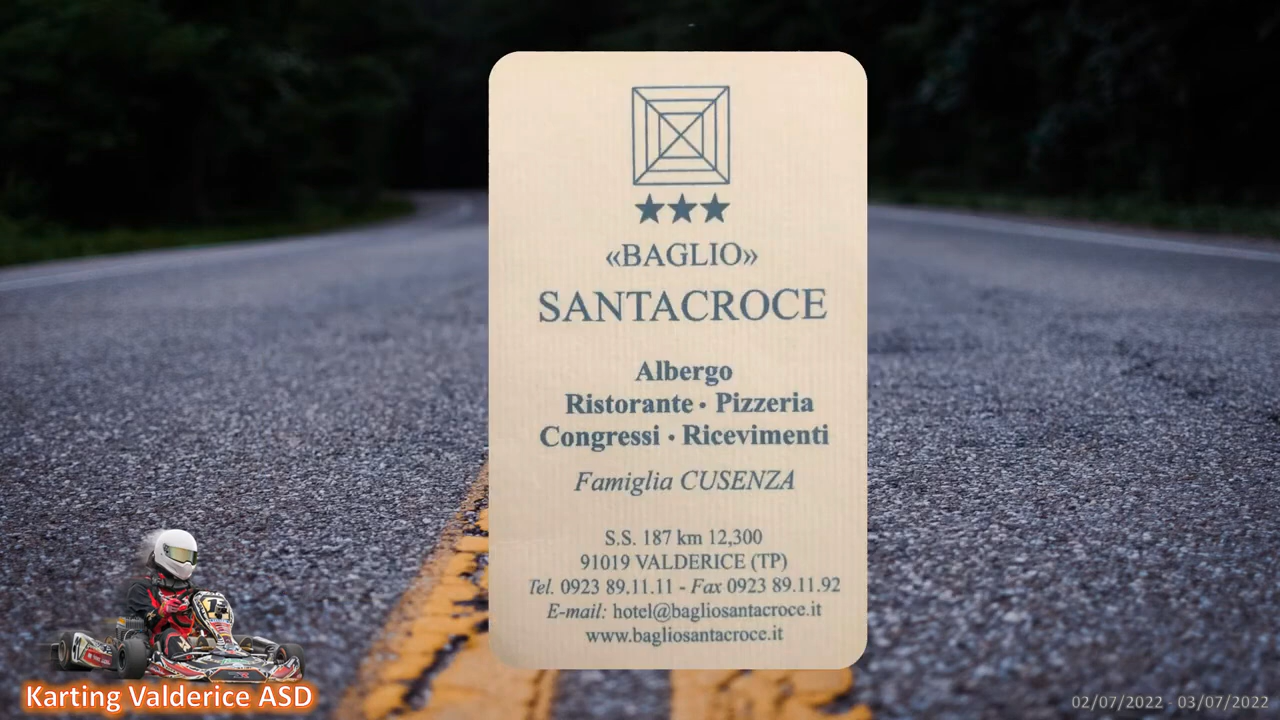 ★★★
«BAGLIO»
SANTACROCE
Albergo
Ristorante · Pizzeria
Congressi · Ricevimenti
Famiglia CUSENZA
S.S. 187 km 12,300
91019 VALDERICE (TP)
Tel. 0923 89.11.11 - Fax 0923 89.11.92
E-mail: hotel@bagliosantacroce.it
www.bagliosantacroce.it
Karting Valderice ASD
02/07/2022 - 03/07/2022